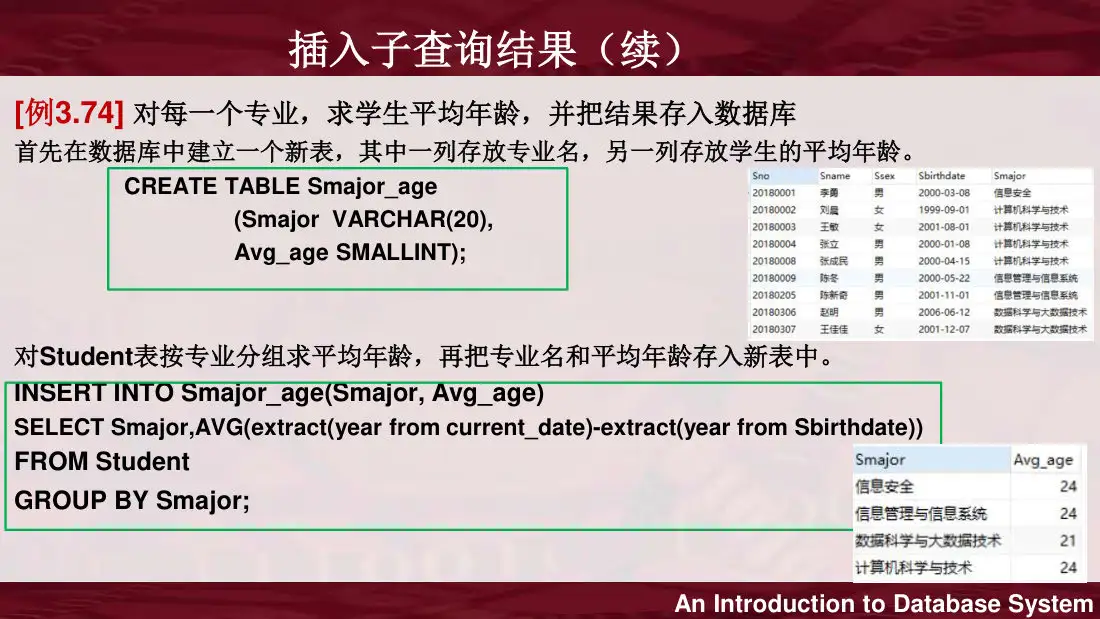 插入子查询结果（续）
[例3.74] 对每一个专业，求学生平均年龄，并把结果存入数据库
首先在数据库中建立一个新表，其中一列存放专业名，另一列存放学生的平均年龄。
CREATE TABLE Smajor_age
(Smajor VARCHAR(20),
Avg_age SMALLINT);
Sno Sname Ssex Sbirthdate Smajor
20180001 李勇 男 2000-03-08 信息安全
20180002 刘晨 女 1999-09-01 计算机科学与技术
20180003 王敏 女 2001-08-01 计算机科学与技术
20180004 张立 男 2000-01-08 计算机科学与技术
20180008 张成民 男 2000-04-15 计算机科学与技术
20180009 陈冬 男 2000-05-22 信息管理与信息系统
20180205 陈新奇 男 2001-11-01 信息管理与信息系统
20180306 赵明 男 2006-06-12 数据科学与大数据技术
20180307 王佳佳 女 2001-12-07 数据科学与大数据技术
对Student表按专业分组求平均年龄，再把专业名和平均年龄存入新表中。
INSERT INTO Smajor_age(Smajor, Avg_age)
SELECT Smajor,AVG(extract(year from current_date)-extract(year from Sbirthdate))
FROM Student
GROUP BY Smajor;
Smajor Avg_age
信息安全 24
信息管理与信息系统 24
数据科学与大数据技术 21
计算机科学与技术 24
An Introduction to Database System